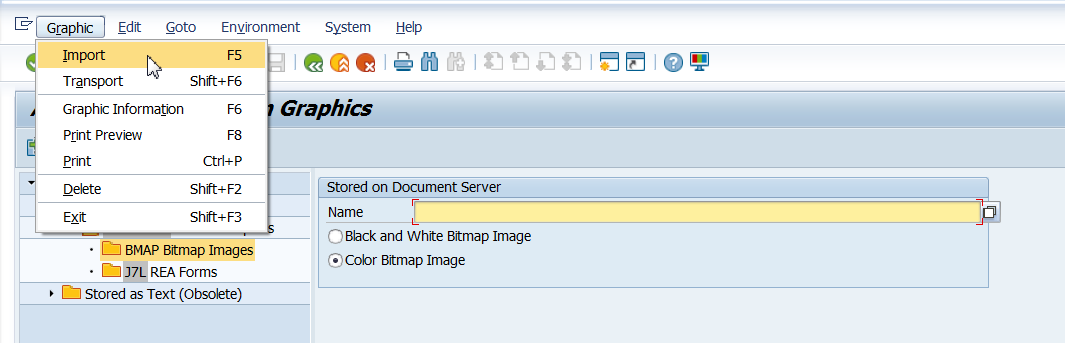 Graphic Edit Goto Environment System Help
Import F5
Transport Shift+F6
Graphic Information F6
Print Preview F8
Print Ctrl+P
Delete Shift+F2
Exit Shift+F3
Graphics
Stored on Document Server
Name
Black and White Bitmap Image
Color Bitmap Image
BMAP Bitmap Images
J7L REA Forms
Stored as Text (Obsolete)